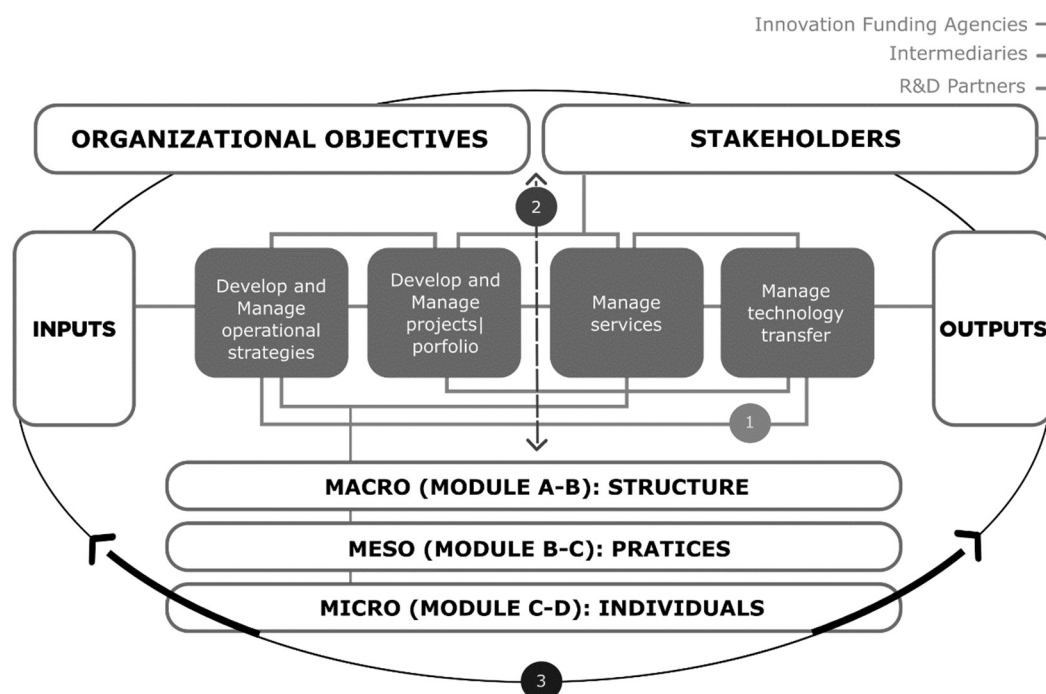 Innovation Funding Agencies
Intermediaries
R&D Partners
ORGANIZATIONAL OBJECTIVES
STAKEHOLDERS
2
INPUTS
Develop and
Manage
operational
strategies
Develop and
Manage
projects|
porfolio
Manage
services
Manage
technology
transfer
OUTPUTS
1
MACRO (MODULE A-B): STRUCTURE
MESO (MODULE B-C): PRATICES
MICRO (MODULE C-D): INDIVIDUALS
3